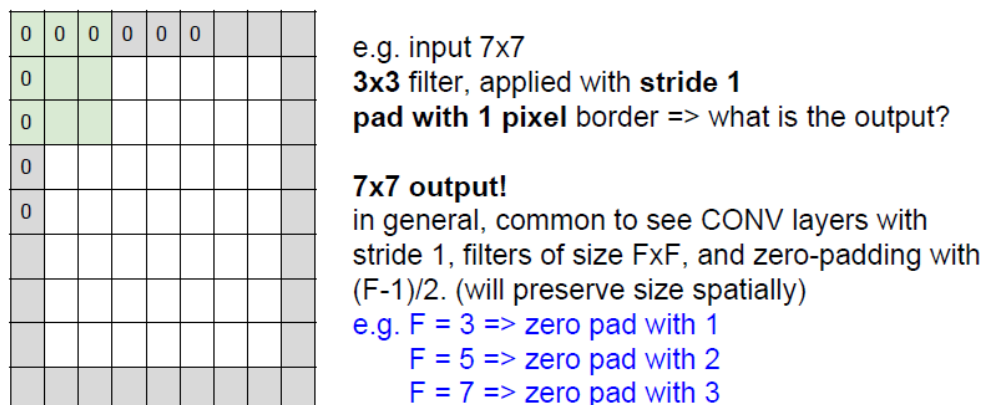 0 0 0 0 0 0
0
0
0
0
e.g. input 7x7
3x3 filter, applied with stride 1
pad with 1 pixel border => what is the output?
7x7 output!
in general, common to see CONV layers with
stride 1, filters of size FxF, and zero-padding with
(F-1)/2. (will preserve size spatially)
e.g. F = 3 => zero pad with 1
F = 5 => zero pad with 2
F = 7 => zero pad with 3